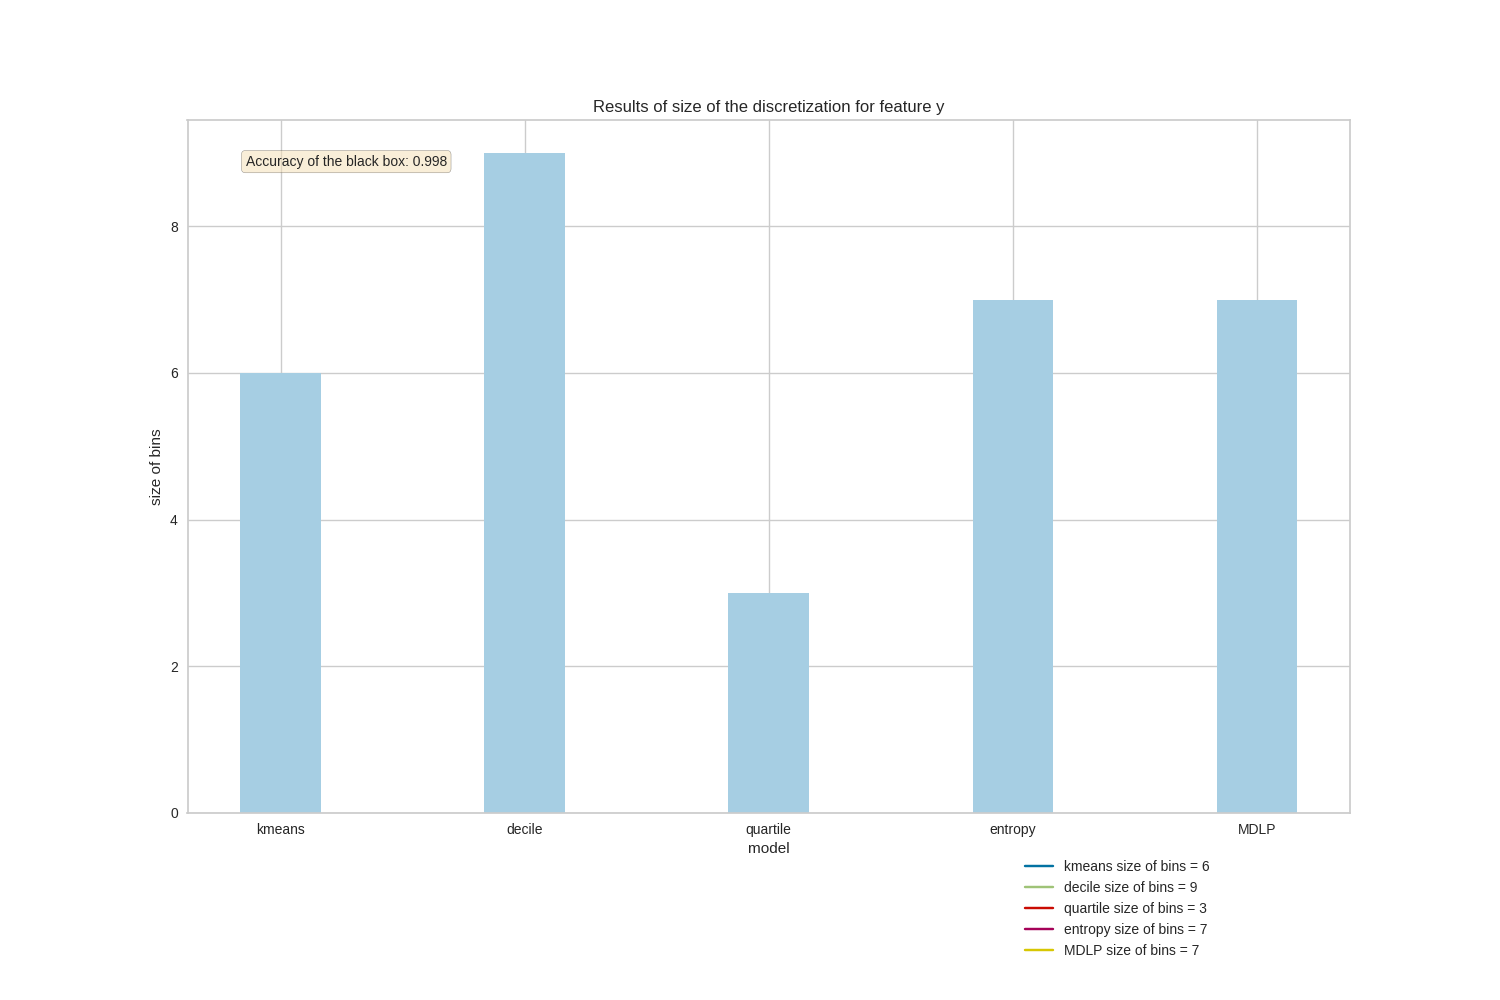 Results of size of the discretization for feature y
Accuracy of the black box: 0.998
8
6
4
2
0
size of bins
kmeans decile quartile entropy MDLP
model
kmeans size of bins = 6
decile size of bins = 9
quartile size of bins = 3
entropy size of bins = 7
MDLP size of bins = 7